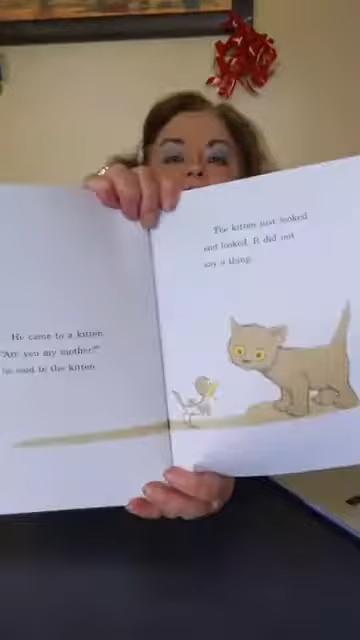 He came to a kitten.
"Are you my mother?"
he said to the kitten.
The kitten just looked
and looked. It did not
say a thing.